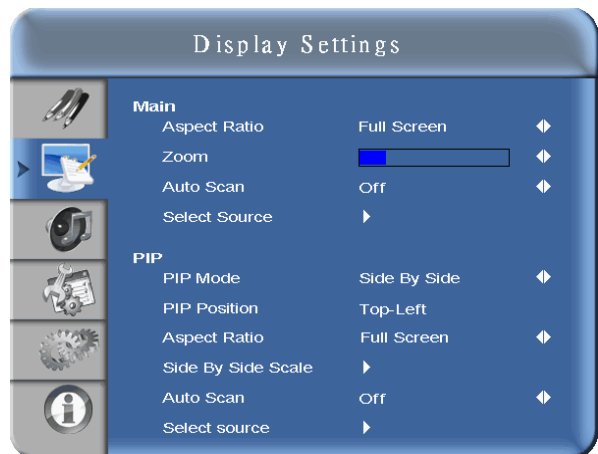 Display Settings
Main
Aspect Ratio Full Screen
Zoom
Auto Scan Off
Select Source
PIP
PIP Mode Side By Side
PIP Position Top-Left
Aspect Ratio Full Screen
Side By Side Scale
Auto Scan Off
Select source